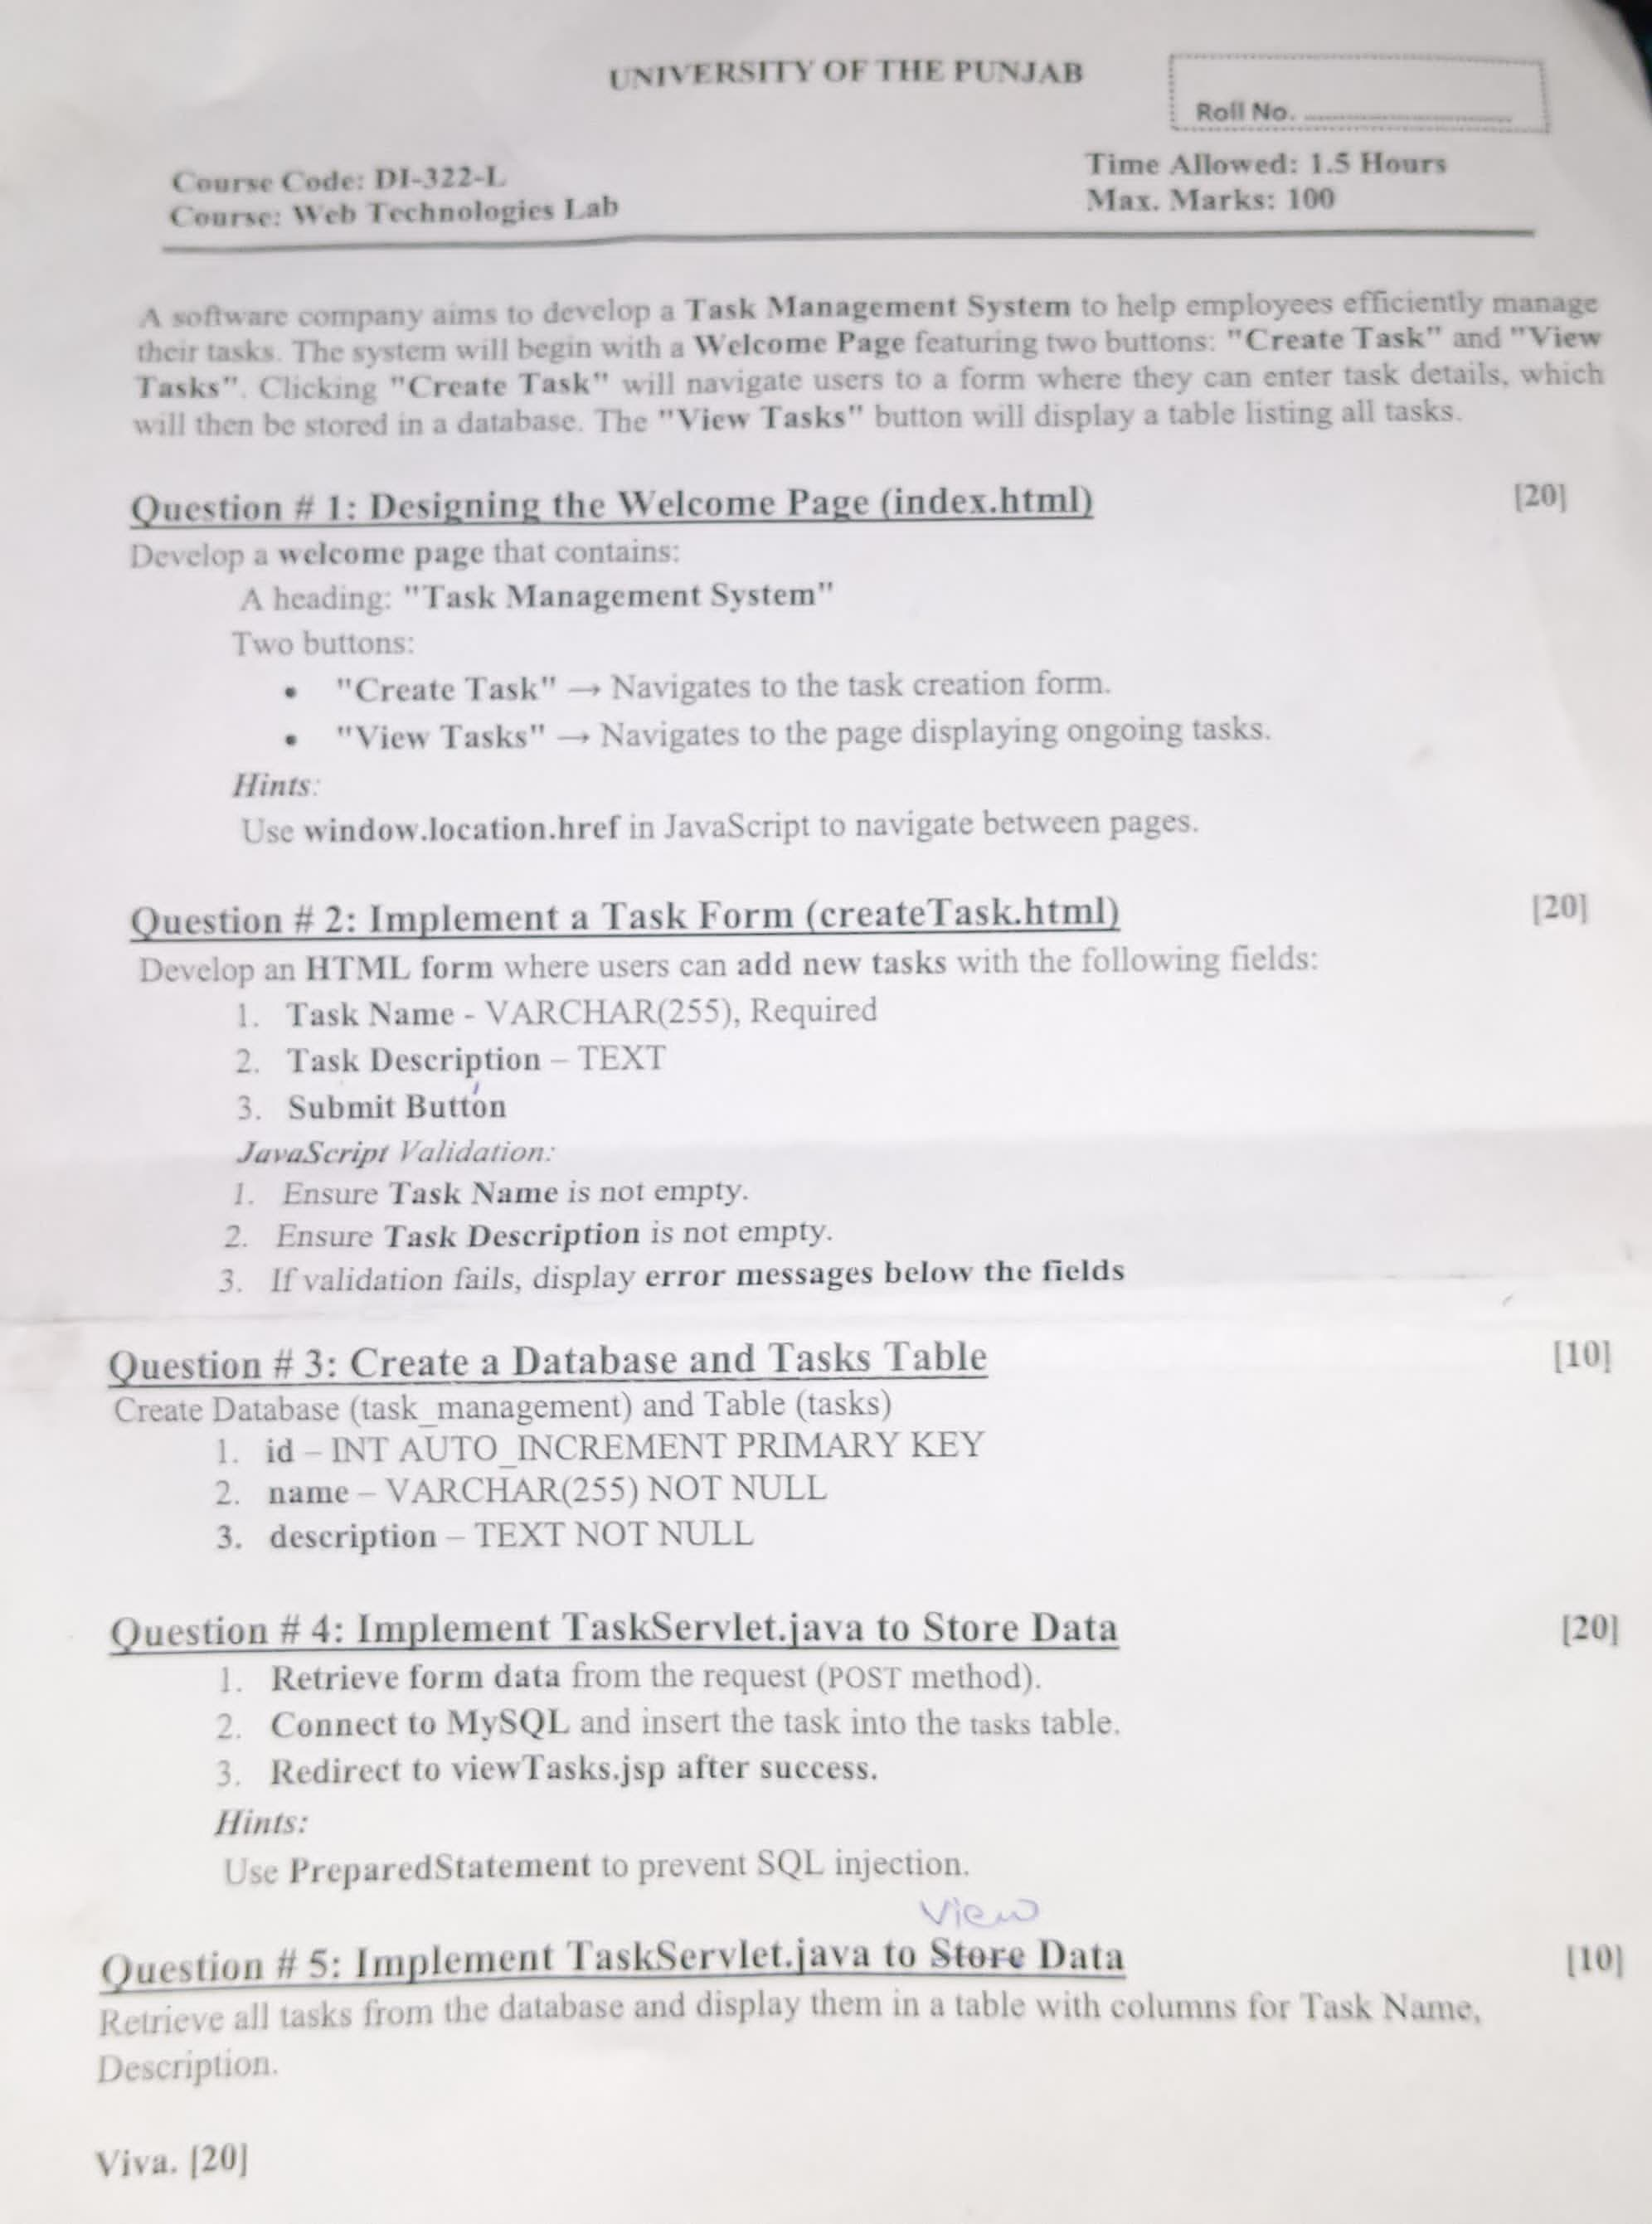 UNIVERSITY OF THE PUNJAB
Roll No.
Course Code: DI-322-L
Course: Web Technologies Lab
Time Allowed: 1.5 Hours
Max. Marks: 100
A software company aims to develop a Task Management System to help employees efficiently manage
their tasks. The system will begin with a Welcome Page featuring two buttons: "Create Task" and "View
Tasks". Clicking "Create Task" will navigate users to a form where they can enter task details, which
will then be stored in a database. The "View Tasks" button will display a table listing all tasks.
Question # 1: Designing the Welcome Page (index.html) [20]
Develop a welcome page that contains:
A heading: "Task Management System"
Two buttons:
• "Create Task" → Navigates to the task creation form.
• "View Tasks" → Navigates to the page displaying ongoing tasks.
Hints:
Use window.location.href in JavaScript to navigate between pages.
Question # 2: Implement a Task Form (createTask.html) [20]
Develop an HTML form where users can add new tasks with the following fields:
1. Task Name - VARCHAR(255), Required
2. Task Description – TEXT
3. Submit Button
JavaScript Validation:
1. Ensure Task Name is not empty.
2. Ensure Task Description is not empty.
3. If validation fails, display error messages below the fields
Question # 3: Create a Database and Tasks Table [10]
Create Database (task_management) and Table (tasks)
1. id – INT AUTO_INCREMENT PRIMARY KEY
2. name – VARCHAR(255) NOT NULL
3. description – TEXT NOT NULL
Question # 4: Implement TaskServlet.java to Store Data [20]
1. Retrieve form data from the request (POST method).
2. Connect to MySQL and insert the task into the tasks table.
3. Redirect to viewTasks.jsp after success.
Hints:
Use PreparedStatement to prevent SQL injection.
View
Question # 5: Implement TaskServlet.java to Store Data [10]
Retrieve all tasks from the database and display them in a table with columns for Task Name,
Description.
Viva. [20]